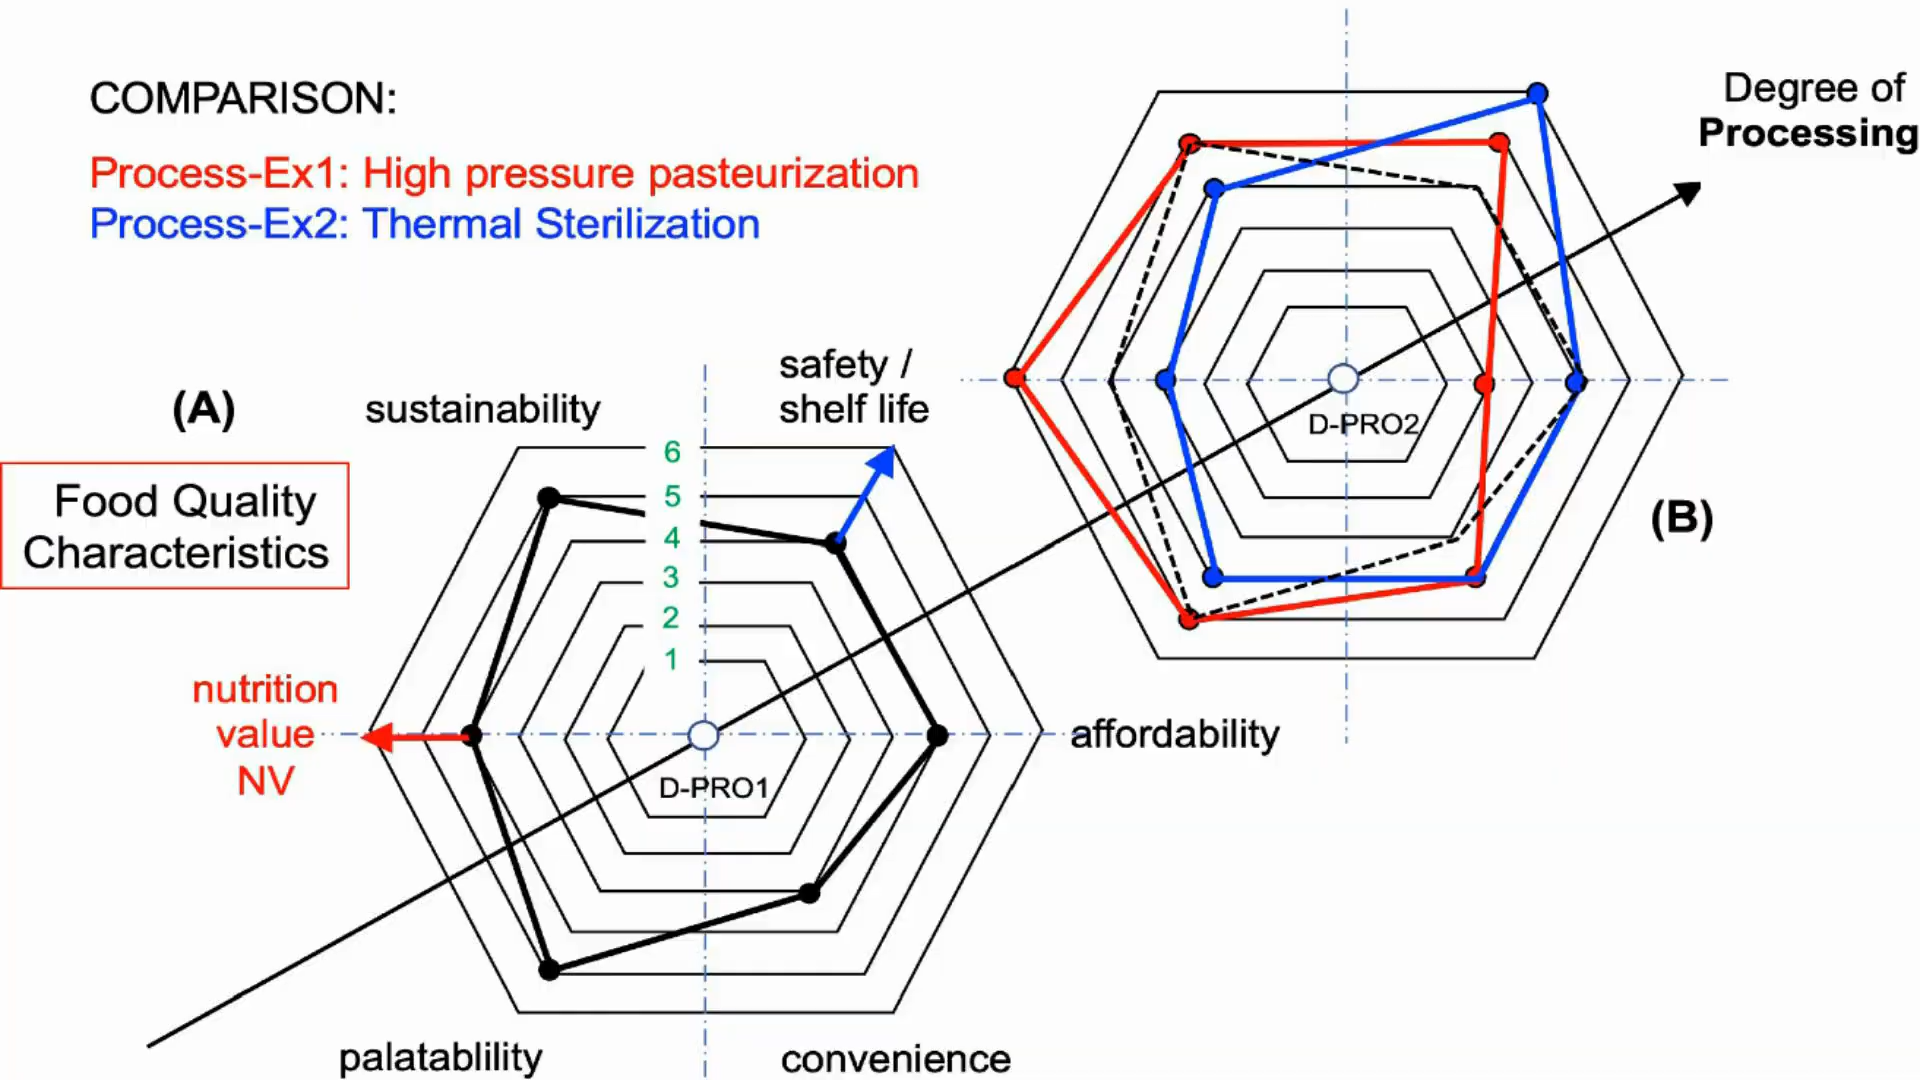 COMPARISON:
Process-Ex1: High pressure pasteurization
Process-Ex2: Thermal Sterilization
Degree of
Processing
(A)
sustainability
safety /
shelf life
Food Quality
Characteristics
6
5
4
3
2
1
nutrition
value
NV
affordability
D-PRO1
D-PRO2
(B)
palatablility
convenience